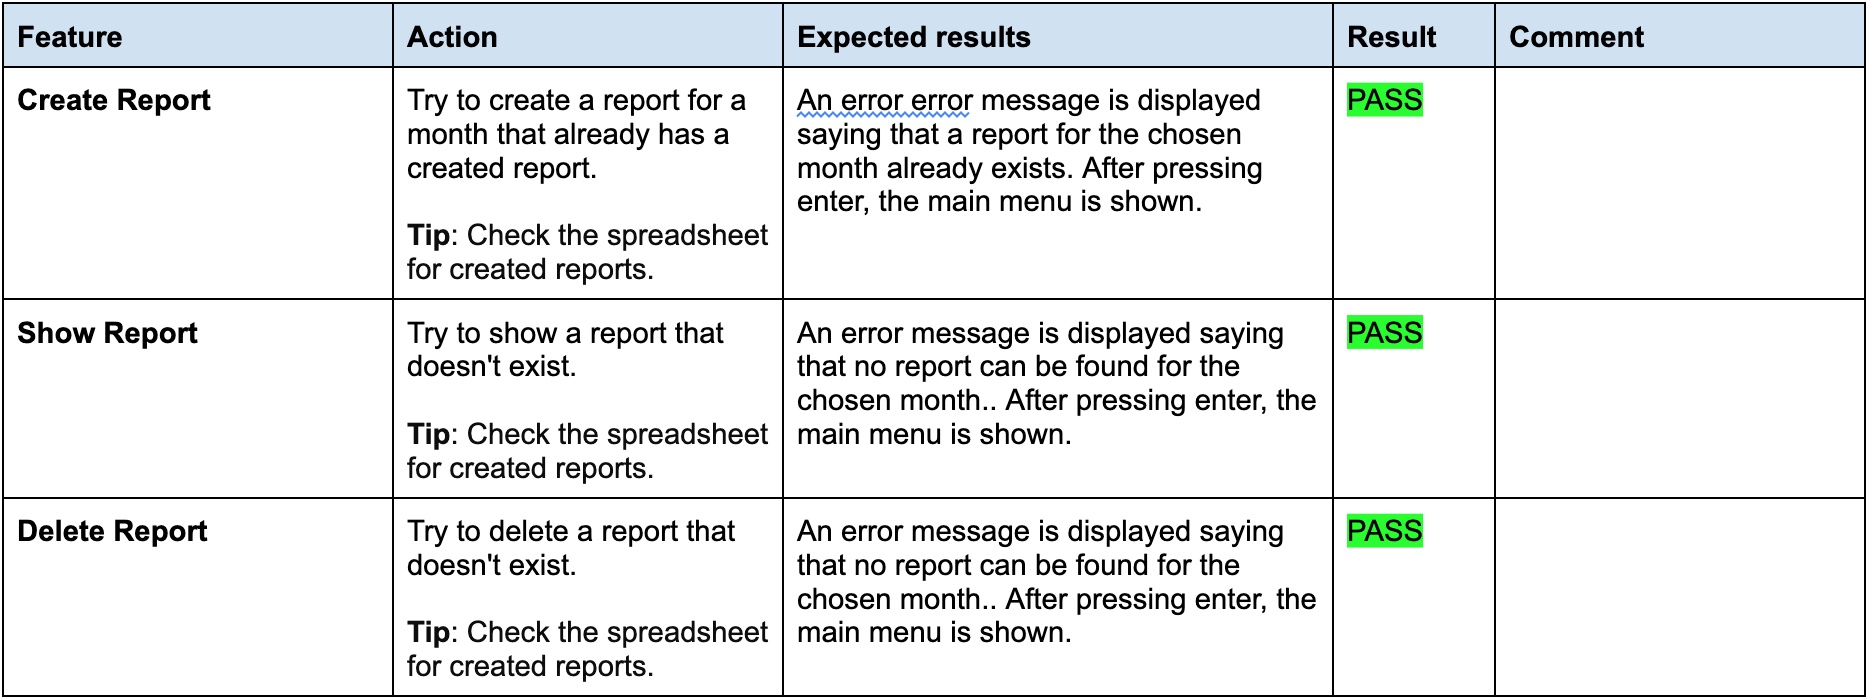 Feature Action Expected results Result Comment
Create Report
Try to create a report for a
month that already has a
created report.
Tip: Check the spreadsheet
for created reports.
An error error message is displayed
saying that a report for the chosen
month already exists. After pressing
enter, the main menu is shown.
PASS
Show Report
Try to show a report that
doesn't exist.
Tip: Check the spreadsheet
for created reports.
An error message is displayed saying
that no report can be found for the
chosen month.. After pressing enter, the
main menu is shown.
PASS
Delete Report
Try to delete a report that
doesn't exist.
Tip: Check the spreadsheet
for created reports.
An error message is displayed saying
that no report can be found for the
chosen month.. After pressing enter, the
main menu is shown.
PASS